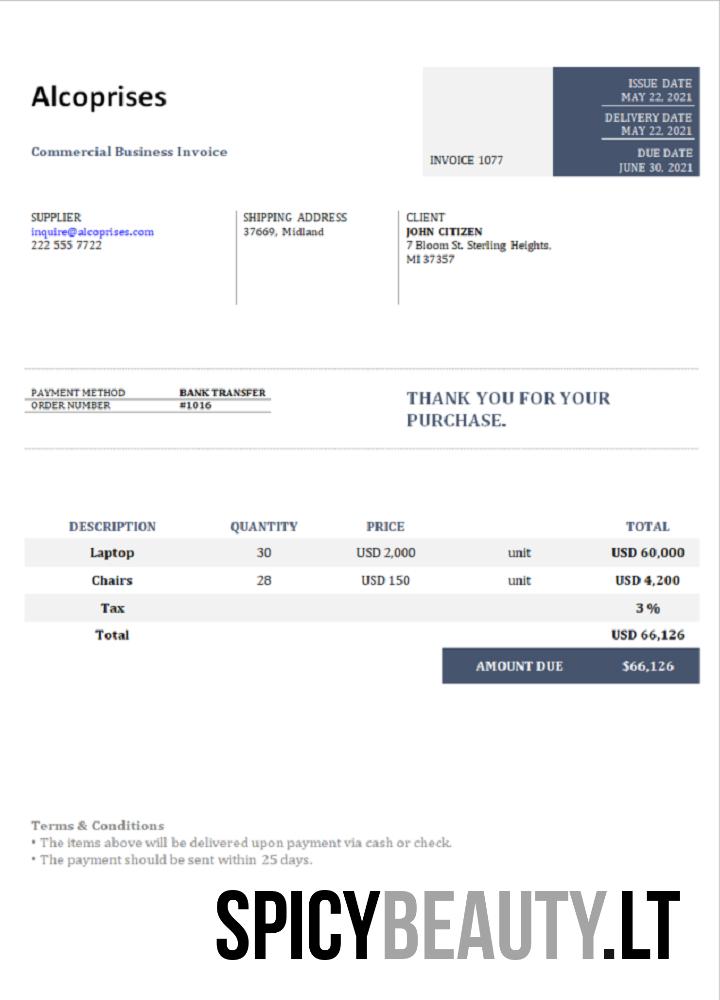 Alcoprises
Commercial Business Invoice
INVOICE 1077
ISSUE DATE
MAY 22, 2021
DELIVERY DATE
MAY 22, 2021
DUE DATE
JUNE 30, 2021
SUPPLIER
inquire@alcoprises.com
222 555 7722
SHIPPING ADDRESS
37669, Midland
CLIENT
JOHN CITIZEN
7 Bloom St. Sterling Heights,
MI 37357
PAYMENT METHOD BANK TRANSFER
ORDER NUMBER #1016
THANK YOU FOR YOUR
PURCHASE.
DESCRIPTION QUANTITY PRICE TOTAL
Laptop 30 USD 2,000 unit USD 60,000
Chairs 28 USD 150 unit USD 4,200
Tax 3 %
Total USD 66,126
AMOUNT DUE $66,126
Terms & Conditions
• The items above will be delivered upon payment via cash or check.
• The payment should be sent within 25 days.
SPICYBEAUTY.LT